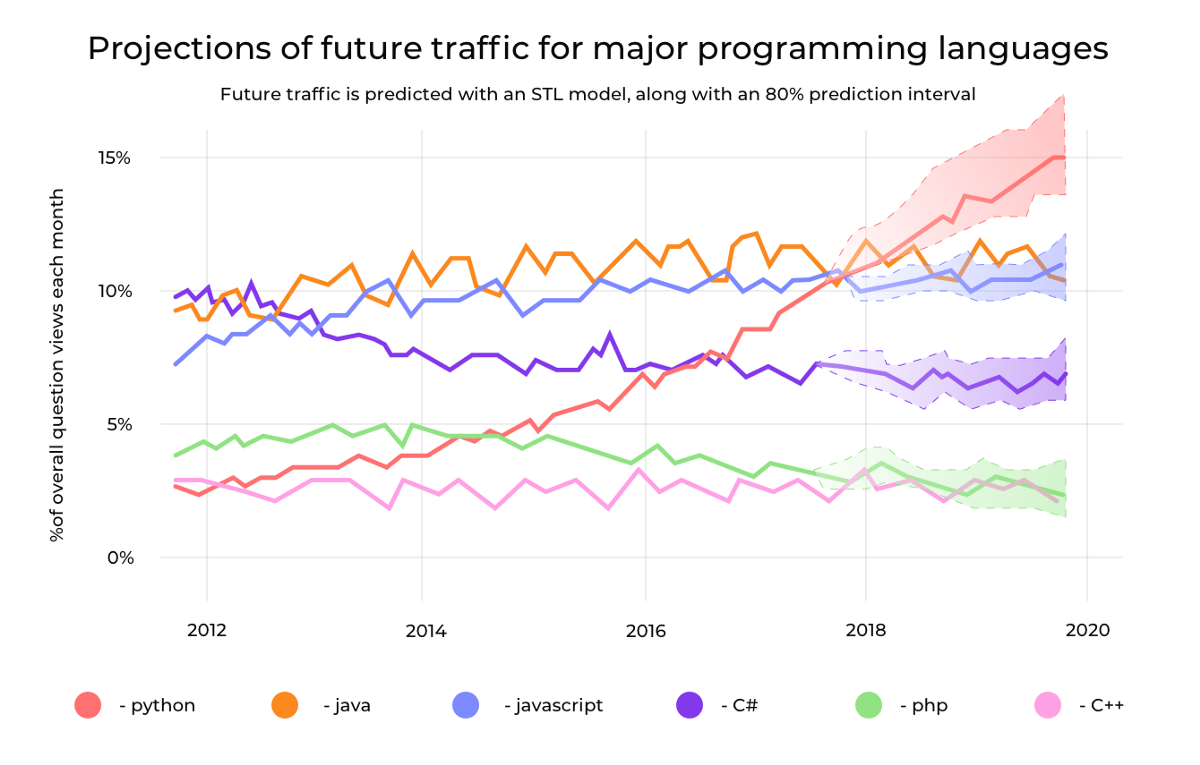 Projections of future traffic for major programming languages
Future traffic is predicted with an STL model, along with an 80% prediction interval
%of overall question views each month
15%
10%
5%
0%
2012 2014 2016 2018 2020
- python - java - javascript - C# - php - C++